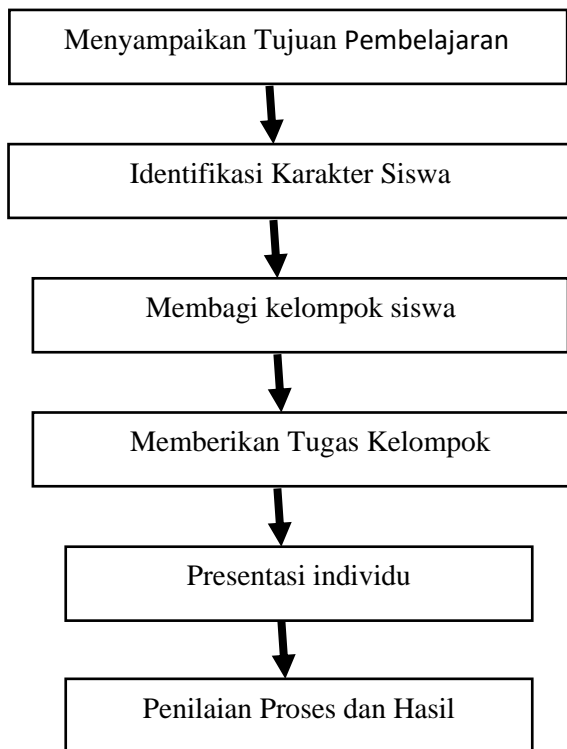 Menyampaikan Tujuan Pembelajaran
Identifikasi Karakter Siswa
Membagi kelompok siswa
Memberikan Tugas Kelompok
Presentasi individu
Penilaian Proses dan Hasil